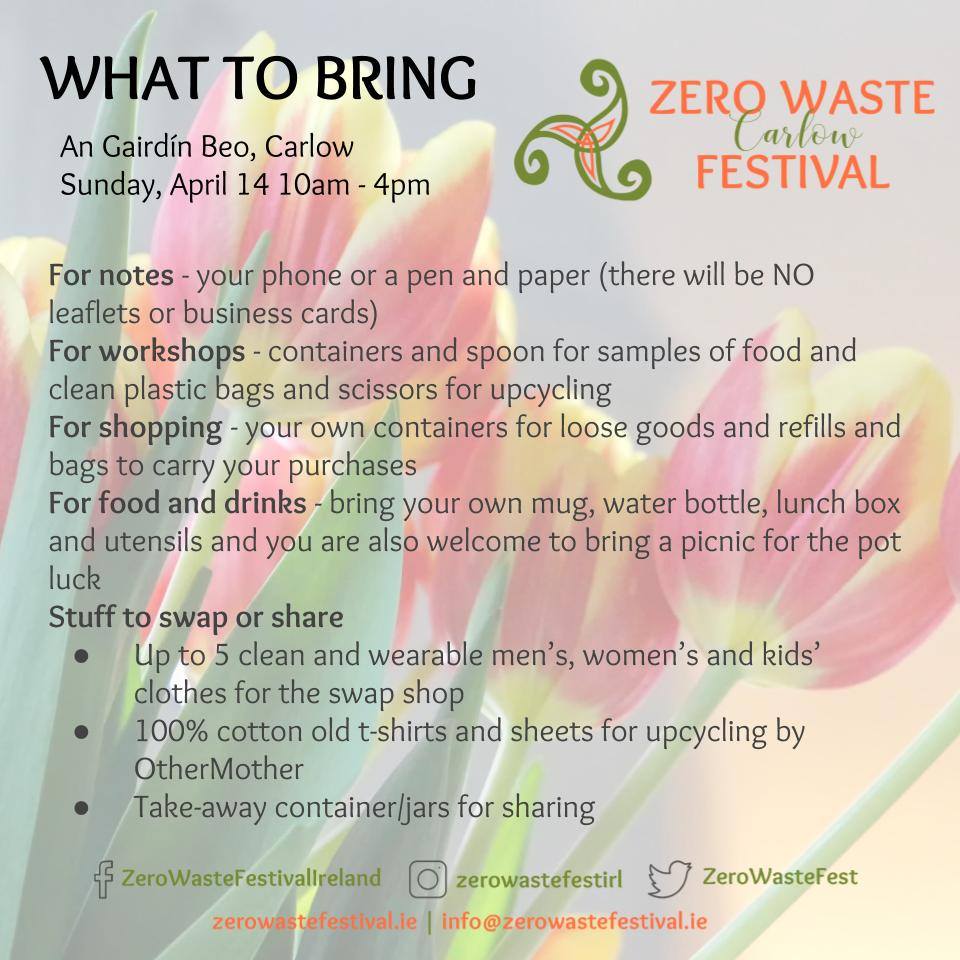 WHAT TO BRING
An Gairdín Beo, Carlow
Sunday, April 14 10am - 4pm
ZERO WASTE
Carlow
FESTIVAL
For notes - your phone or a pen and paper (there will be NO
leaflets or business cards)
For workshops - containers and spoon for samples of food and
clean plastic bags and scissors for upcycling
For shopping - your own containers for loose goods and refills and
bags to carry your purchases
For food and drinks - bring your own mug, water bottle, lunch box
and utensils and you are also welcome to bring a picnic for the pot
luck
Stuff to swap or share
● Up to 5 clean and wearable men’s, women’s and kids’
clothes for the swap shop
● 100% cotton old t-shirts and sheets for upcycling by
OtherMother
● Take-away container/jars for sharing
ZeroWasteFestivalIreland zerowastefestirl ZeroWasteFest
zerowastefestival.ie | info@zerowastefestival.ie